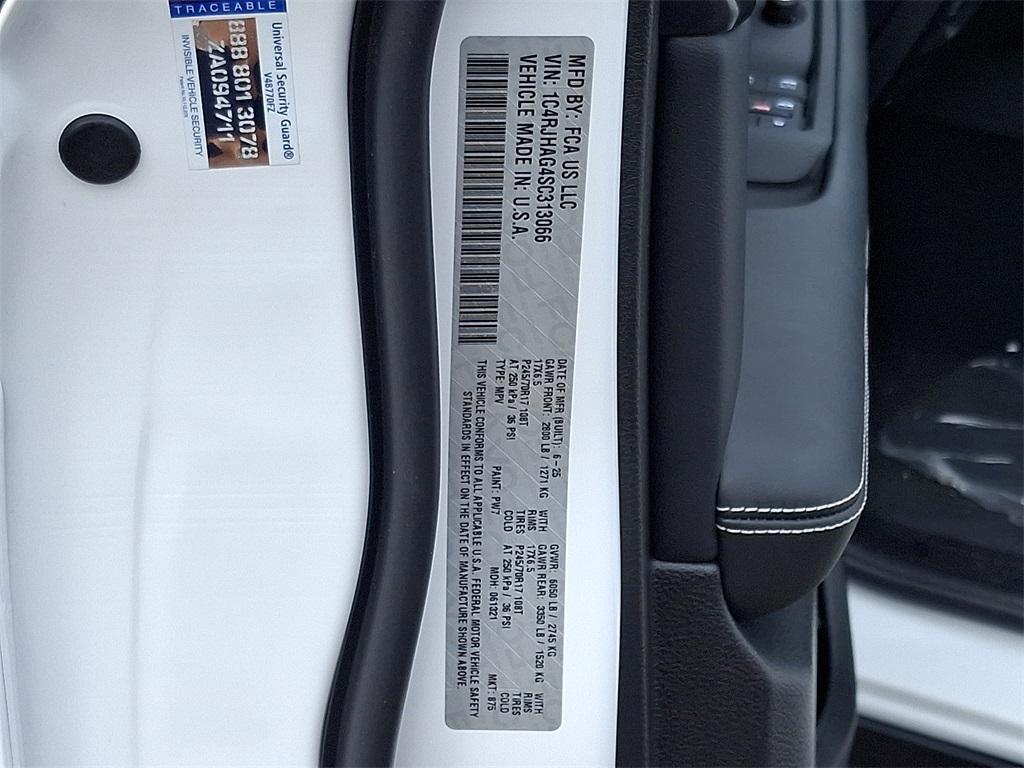 TRACEABLE
Universal Security Guard®
V48770FZ
888 801 3078
ZA094711
INVISIBLE VEHICLE SECURITY
MFD BY: FCA US LLC
VIN: 1C4RJHAG4SC313066
VEHICLE MADE IN: U.S.A.
DATE OF MFR (BUILT): 6-25 GVWR: 6050 LB / 2745 KG
GAWR FRONT: 2800 LB / 1271 KG WITH GAWR REAR: 3350 LB / 1520 KG WITH
17X6.5 RIMS 17X6.5 RIMS
P245/70R17 108T TIRES P245/70R17 108T TIRES
AT 250 kPa / 36 PSI COLD AT 250 kPa / 36 PSI COLD
TYPE: MPV PAINT: PW7 MDH: 061321 MKT: 875
THIS VEHICLE CONFORMS TO ALL APPLICABLE U.S.A. FEDERAL MOTOR VEHICLE SAFETY
STANDARDS IN EFFECT ON THE DATE OF MANUFACTURE SHOWN ABOVE.